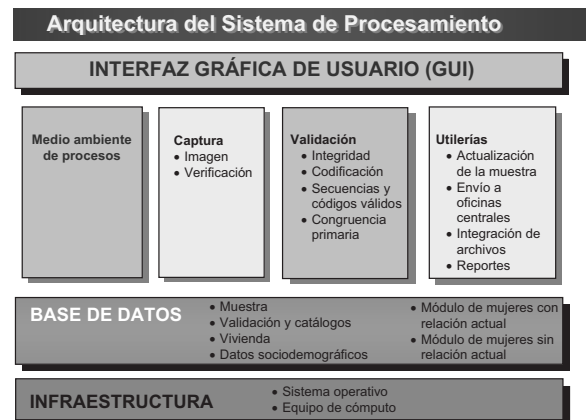 Arquitectura del Sistema de Procesamiento
INTERFAZ GRÁFICA DE USUARIO (GUI)
Medio ambiente
de procesos
Captura
• Imagen
• Verificación
Validación
• Integridad
• Codificación
• Secuencias y
códigos válidos
• Congruencia
primaria
Utilerías
• Actualización
de la muestra
• Envío a
oficinas
centrales
• Integración de
archivos
• Reportes
BASE DE DATOS
• Muestra
• Validación y catálogos
• Vivienda
• Datos sociodemográficos
• Módulo de mujeres con
relación actual
• Módulo de mujeres sin
relación actual
INFRAESTRUCTURA
• Sistema operativo
• Equipo de cómputo